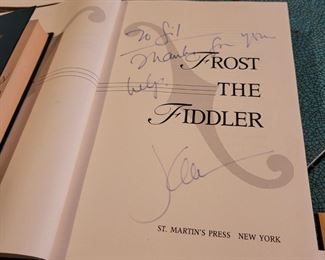 To Gil
Thanks for your
help.
FROST
THE
FIDDLER
ST. MARTIN'S PRESS NEW YORK